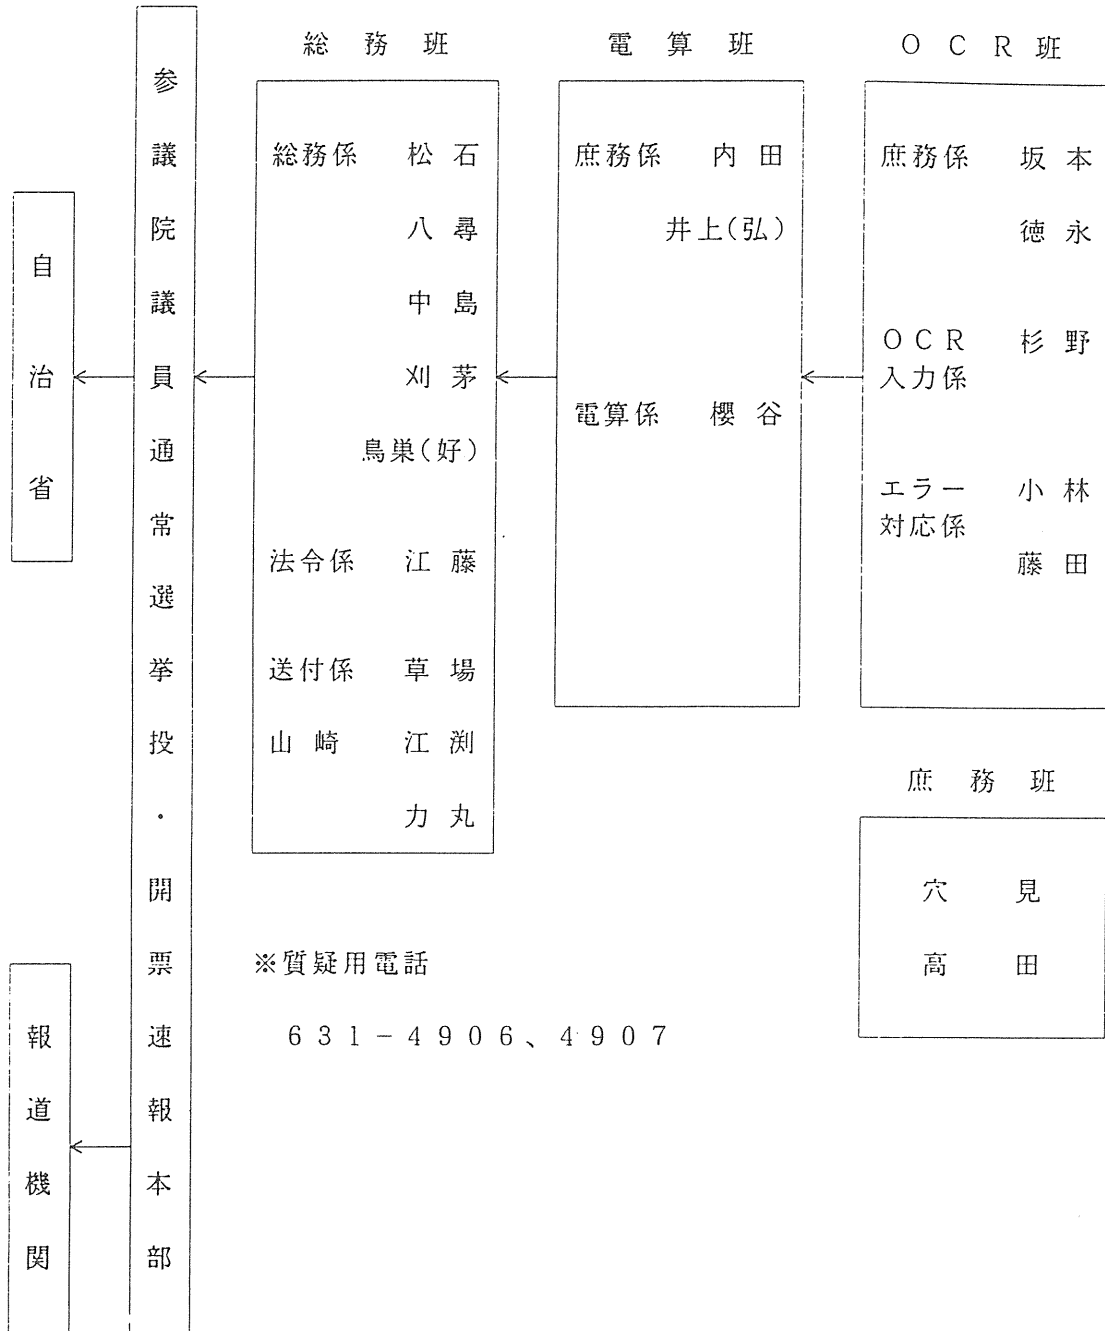 自治省
報道機関
参議院議員通常選挙投・開票速報本部
総務班
総務係 松石
八尋
中島
刈茅
鳥巣(好)
法令係 江藤
送付係 草場
山崎 江渕
力丸
※質疑用電話
631-4906、4907
電算班
庶務係 内田
井上(弘)
電算係 櫻谷
OCR班
庶務係 坂本
徳永
OCR 杉野
入力係
エラー 小林
対応係
藤田
庶務班
穴見
高田